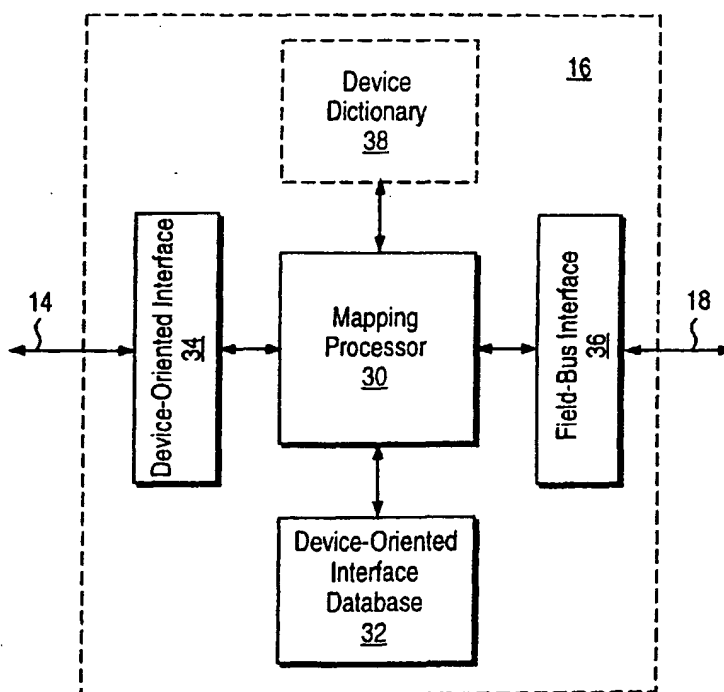 Device
Dictionary
38
16
14
Device-Oriented Interface
34
Mapping
Processor
30
Field-Bus Interface
36
18
Device-Oriented
Interface
Database
32